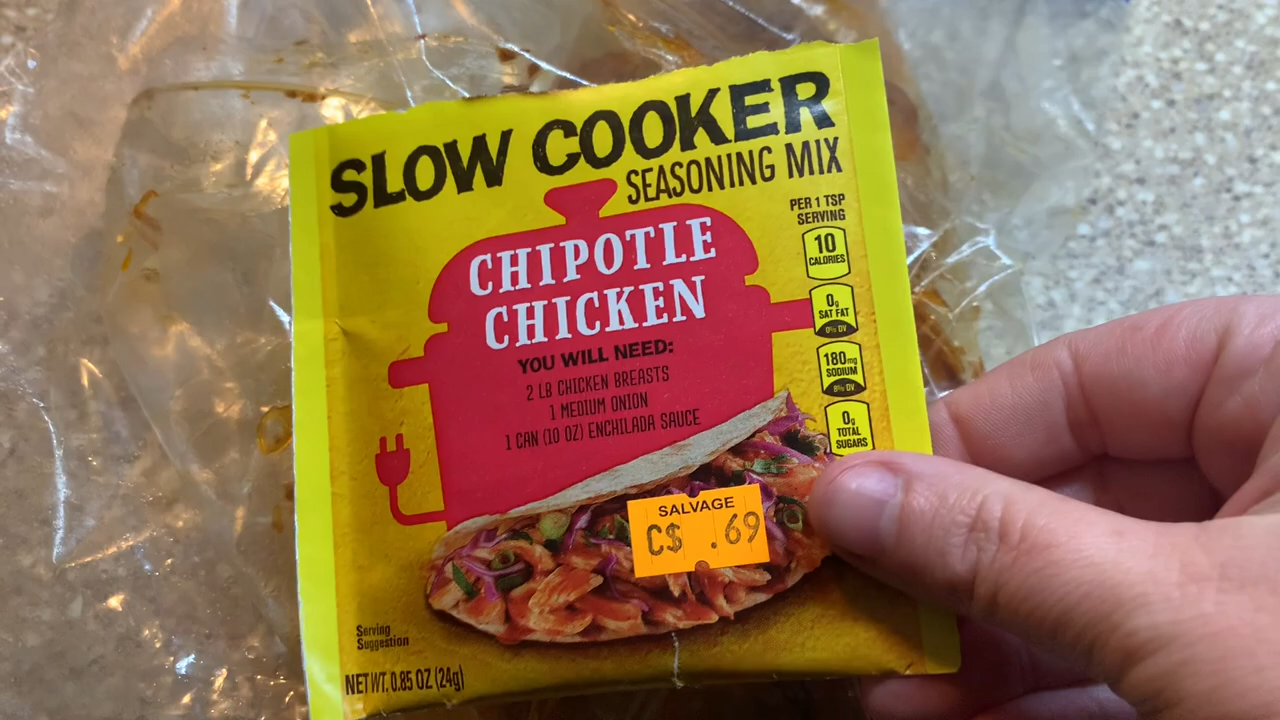 SLOW COOKER
SEASONING MIX
PER 1 TSP
SERVING
10
CALORIES
0g
SAT FAT
0% DV
180mg
SODIUM
8% DV
0g
TOTAL
SUGARS
CHIPOTLE
CHICKEN
YOU WILL NEED:
2 LB CHICKEN BREASTS
1 MEDIUM ONION
1 CAN (10 OZ) ENCHILADA SAUCE
SALVAGE
C$ .69
Serving
Suggestion
NET WT. 0.85 OZ (24g)